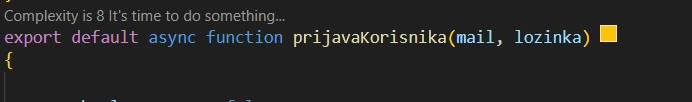 Complexity is 8 It's time to do something...
export default async function prijavaKorisnika(mail, lozinka)
{